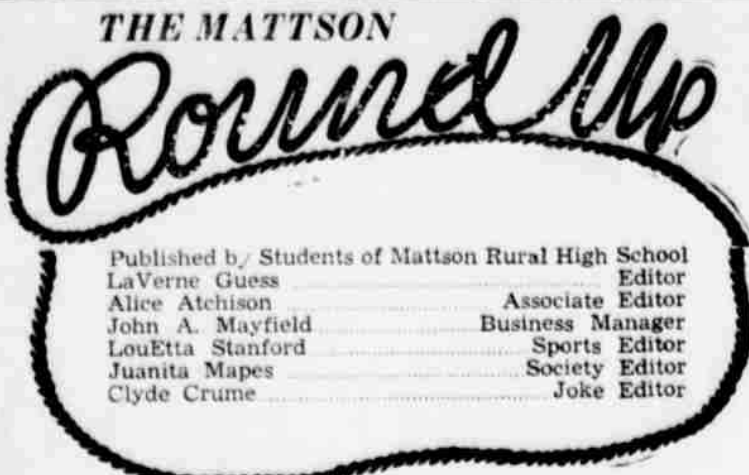 THE MATTSON
Round Up
Published by Students of Mattson Rural High School
LaVerne Guess Editor
Alice Atchison Associate Editor
John A. Mayfield Business Manager
LouEtta Stanford Sports Editor
Juanita Mapes Society Editor
Clyde Crume Joke Editor